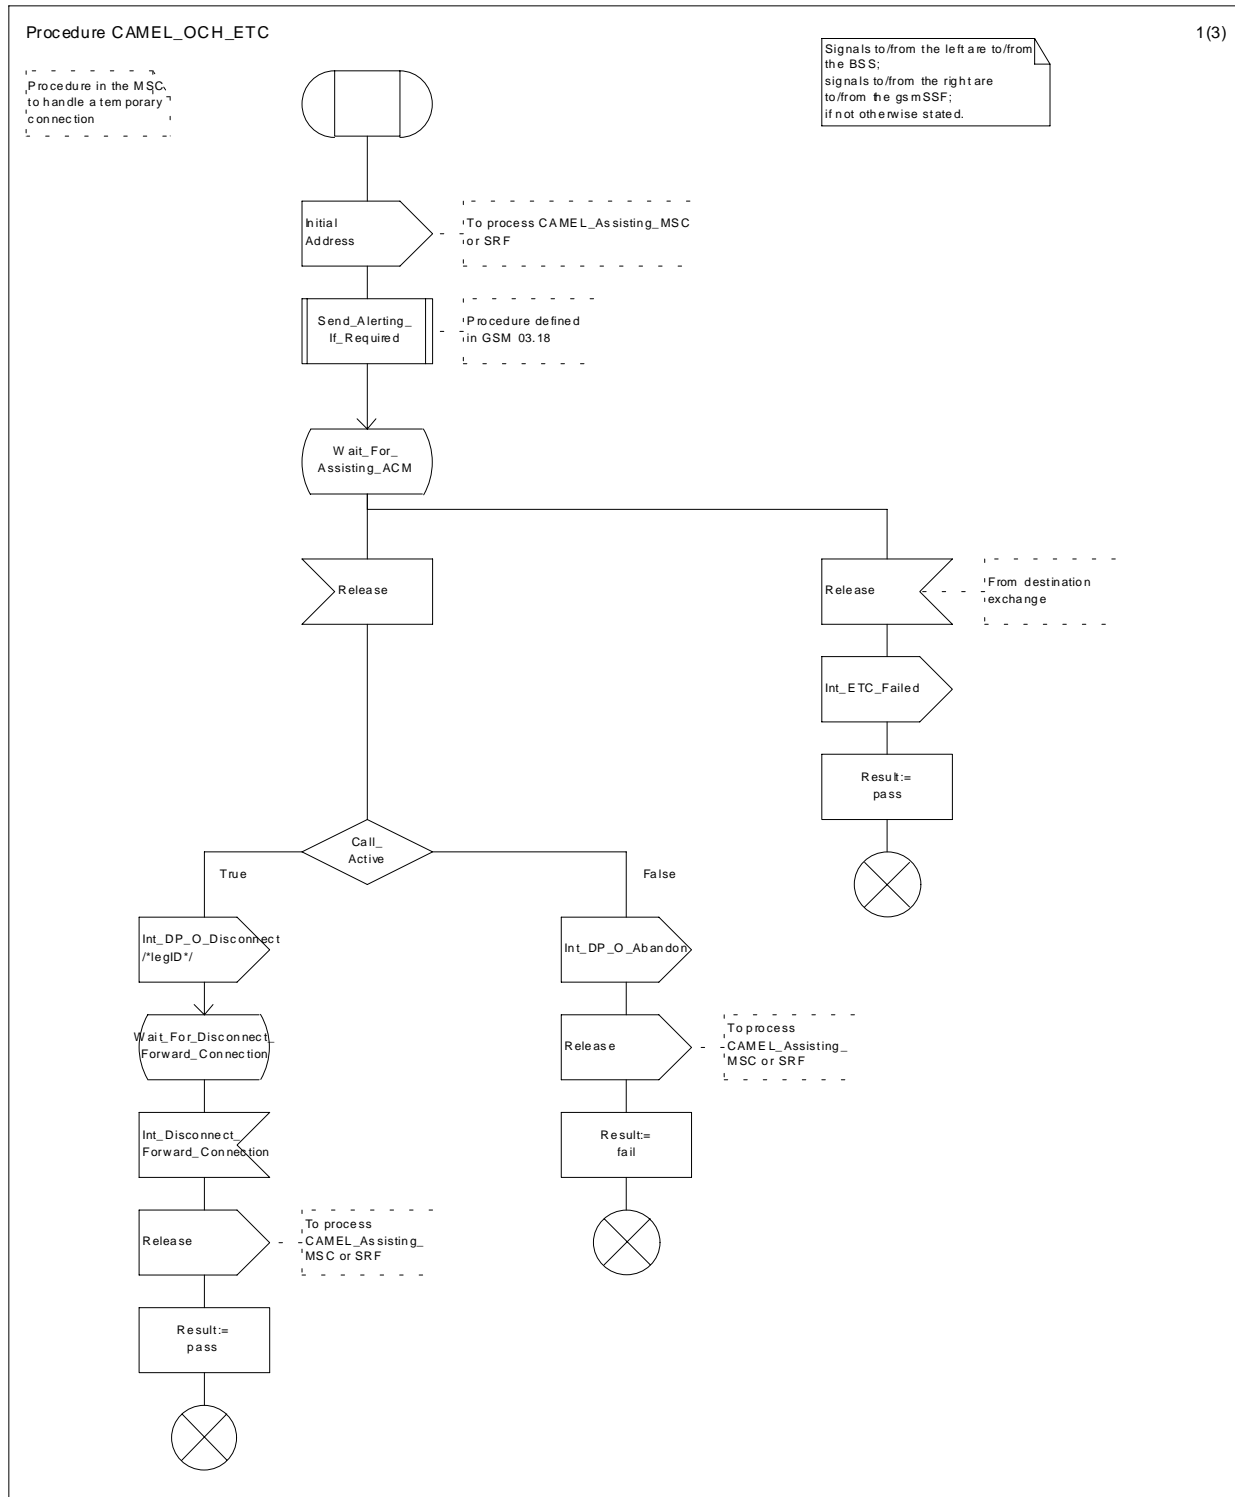 Procedure CAMEL_OCH_ETC
1(3)
Procedure in the MSC
to handle a temporary
connection
Signals to/from the left are to/from
the BSS;
signals to/from the right are
to/from the gsmSSF;
if not otherwise stated.
Initial
Address
To process CAMEL_Assisting_MSC
or SRF
Send_Alerting_
If_Required
Procedure defined
in GSM 03.18
Wait_For_
Assisting_ACM
Release
Release
From destination
exchange
Int_ETC_Failed
Result:=
pass
Call_
Active
True
False
Int_DP_O_Disconnect
/*legID*/
Int_DP_O_Abandon
Wait_For_Disconnect_
Forward_Connection
Release
To process
CAMEL_Assisting_
MSC or SRF
Int_Disconnect_
Forward_Connection
Result:=
fail
Release
To process
CAMEL_Assisting_
MSC or SRF
Result:=
pass